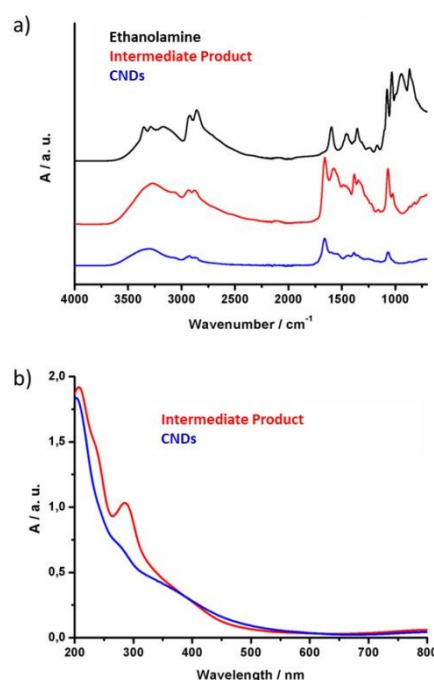 a)
Ethanolamine
Intermediate Product
CNDs
A / a. u.
4000 3500 3000 2500 2000 1500 1000
Wavenumber / cm⁻¹
b)
Intermediate Product
CNDs
A / a. u.
2,0
1,5
1,0
0,5
0,0
200 300 400 500 600 700 800
Wavelength / nm